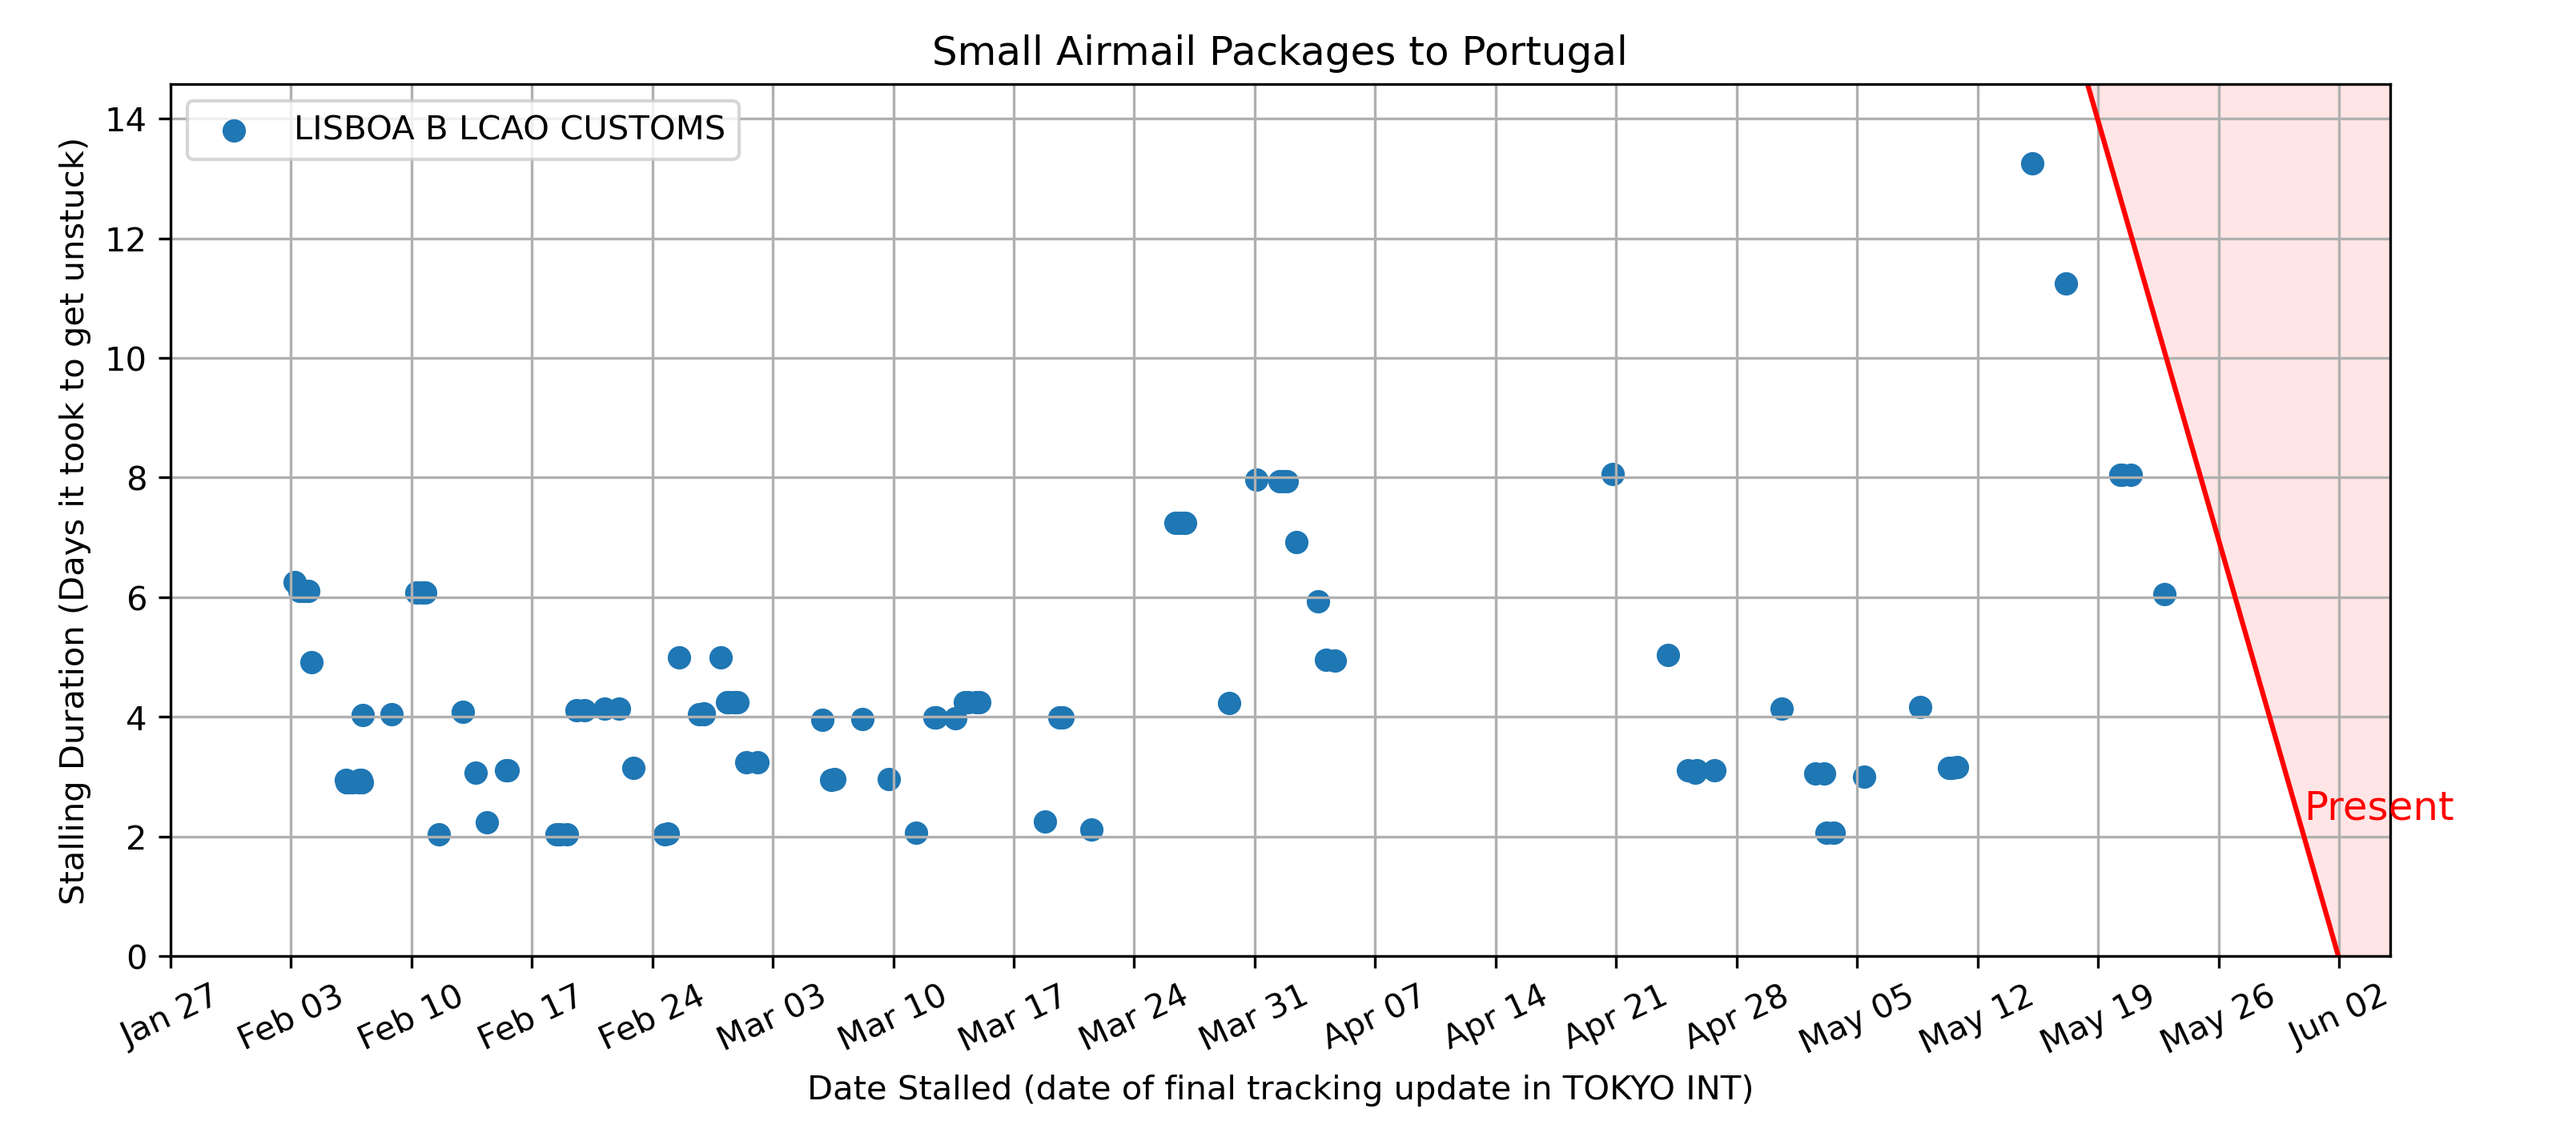 Small Airmail Packages to Portugal
LISBOA B LCAO CUSTOMS
Stalling Duration (Days it took to get unstuck)
14
12
10
8
6
4
2
0
Present
Jan 27
Feb 03
Feb 10
Feb 17
Feb 24
Mar 03
Mar 10
Mar 17
Mar 24
Mar 31
Apr 07
Apr 14
Apr 21
Apr 28
May 05
May 12
May 19
May 26
Jun 02
Date Stalled (date of final tracking update in TOKYO INT)